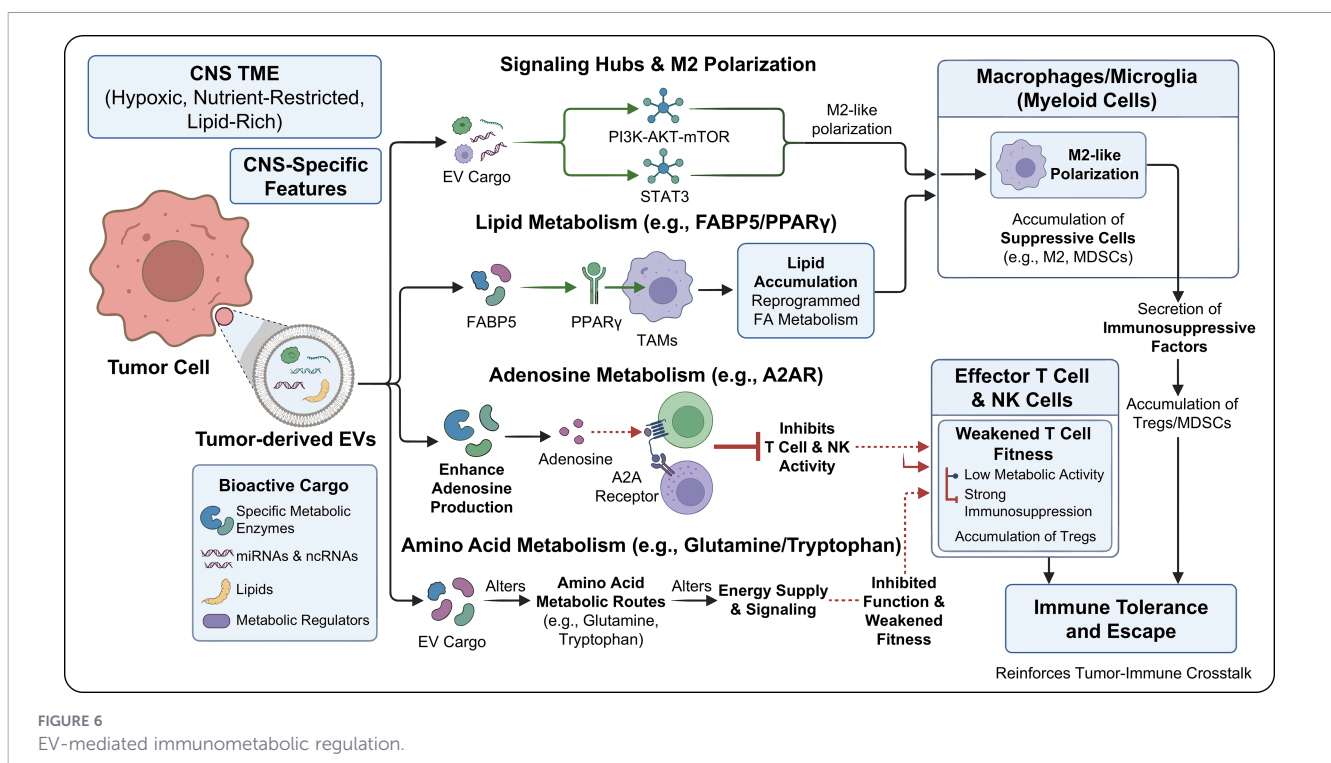 CNS TME
(Hypoxic, Nutrient-Restricted,
Lipid-Rich)
CNS-Specific
Features
Tumor Cell
Tumor-derived EVs
Bioactive Cargo
Specific Metabolic
Enzymes
miRNAs & ncRNAs
Lipids
Metabolic Regulators
Signaling Hubs & M2 Polarization
EV Cargo
PI3K-AKT-mTOR
STAT3
M2-like
polarization
Lipid Metabolism (e.g., FABP5/PPARγ)
FABP5
PPARγ
TAMs
Lipid
Accumulation
Reprogrammed
FA Metabolism
Adenosine Metabolism (e.g., A2AR)
Enhance
Adenosine
Production
Adenosine
A2A
Receptor
Inhibits
T Cell & NK
Activity
Amino Acid Metabolism (e.g., Glutamine/Tryptophan)
EV Cargo
Alters
Amino Acid
Metabolic Routes
(e.g., Glutamine,
Tryptophan)
Alters
Energy Supply
& Signaling
Inhibited
Function &
Weakened
Fitness
Macrophages/Microglia
(Myeloid Cells)
M2-like
Polarization
Accumulation of
Suppressive Cells
(e.g., M2, MDSCs)
Secretion of
Immunosuppressive
Factors
Accumulation of
Tregs/MDSCs
Effector T Cell
& NK Cells
Weakened T Cell
Fitness
Low Metabolic Activity
Strong
Immunosuppression
Accumulation of Tregs
Immune Tolerance
and Escape
Reinforces Tumor-Immune Crosstalk
FIGURE 6
EV-mediated immunometabolic regulation.